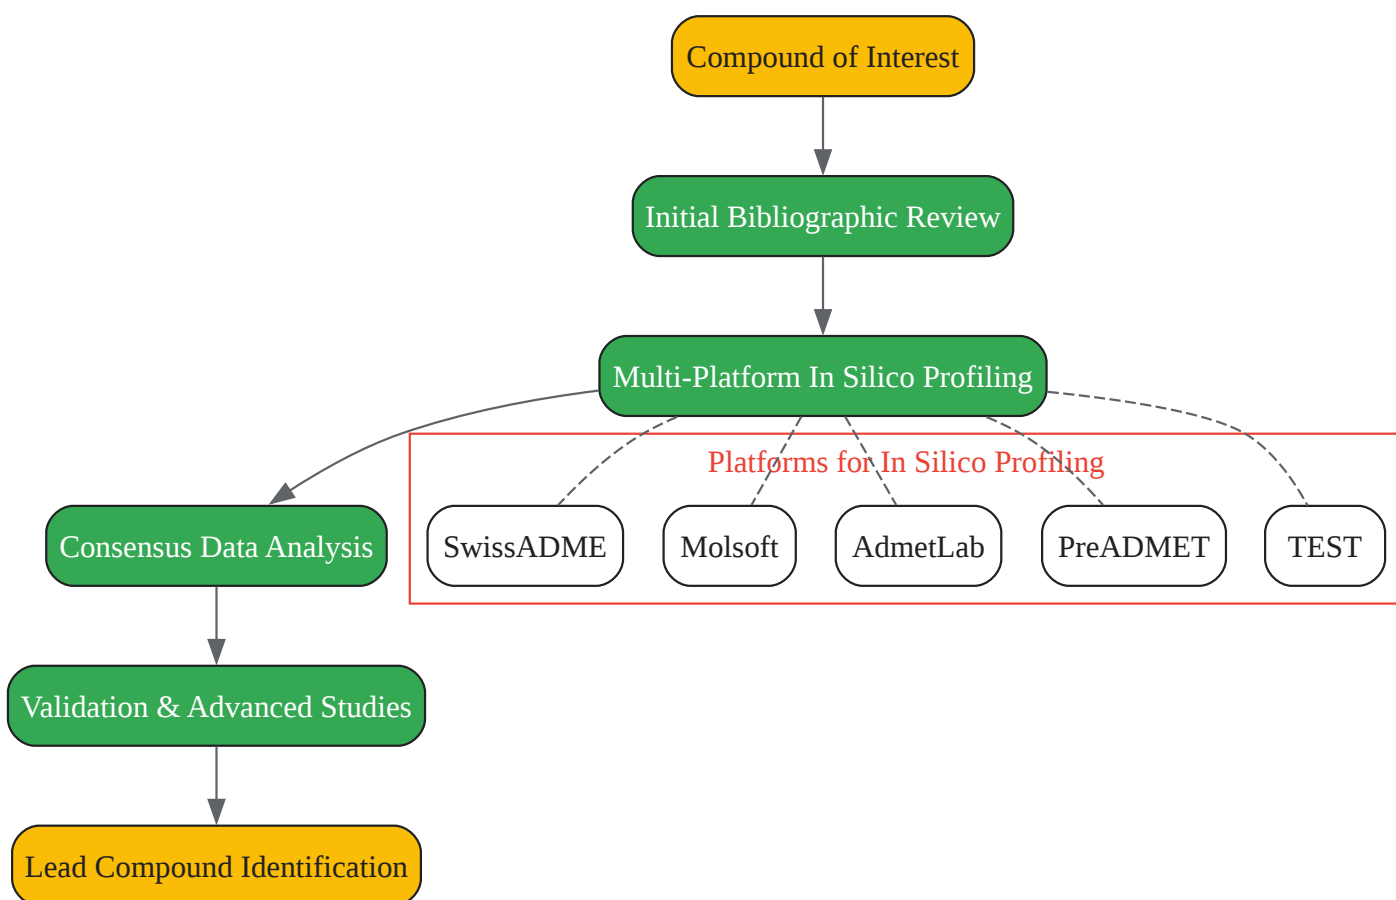 Compound of Interest
Initial Bibliographic Review
Multi-Platform In Silico Profiling
Platforms for In Silico Profiling
Consensus Data Analysis
SwissADME
Molsoft
AdmetLab
PreADMET
TEST
Validation & Advanced Studies
Lead Compound Identification